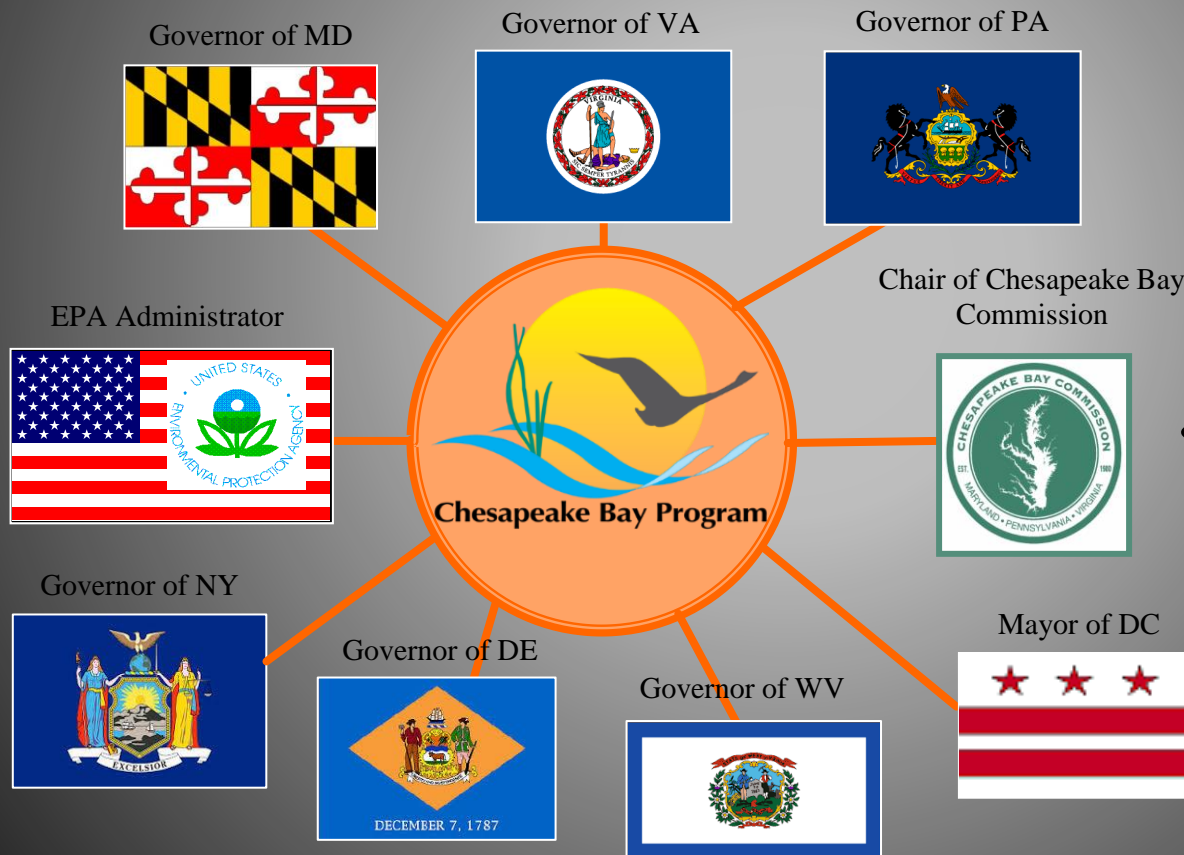 Governor of MD
Governor of VA
Governor of PA
VIRGINIA
SIC SEMPER TYRANNIS
EPA Administrator
UNITED STATES
ENVIRONMENTAL PROTECTION AGENCY
Chair of Chesapeake Bay
Commission
CHESAPEAKE BAY COMMISSION
EST. 1980
MARYLAND • PENNSYLVANIA • VIRGINIA
Chesapeake Bay Program
Governor of NY
EXCELSIOR
Governor of DE
DECEMBER 7, 1787
Governor of WV
Mayor of DC